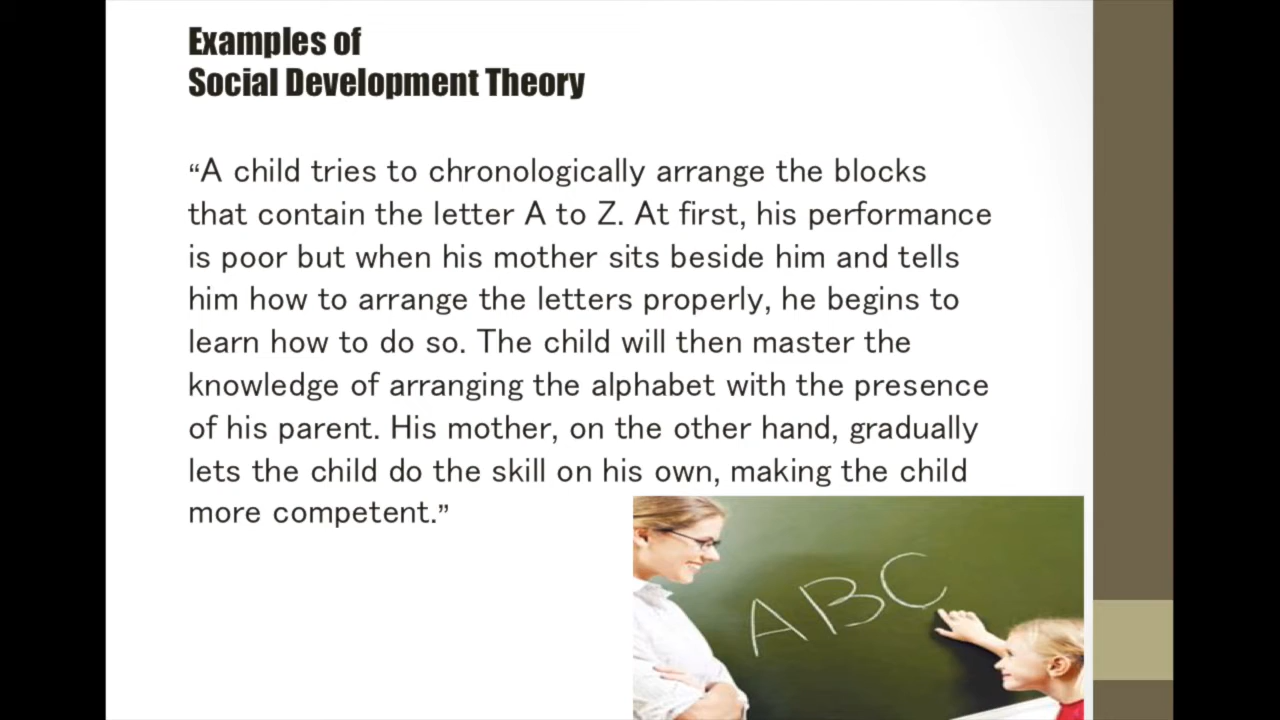 Examples of
Social Development Theory
“A child tries to chronologically arrange the blocks
that contain the letter A to Z. At first, his performance
is poor but when his mother sits beside him and tells
him how to arrange the letters properly, he begins to
learn how to do so. The child will then master the
knowledge of arranging the alphabet with the presence
of his parent. His mother, on the other hand, gradually
lets the child do the skill on his own, making the child
more competent.”
ABC